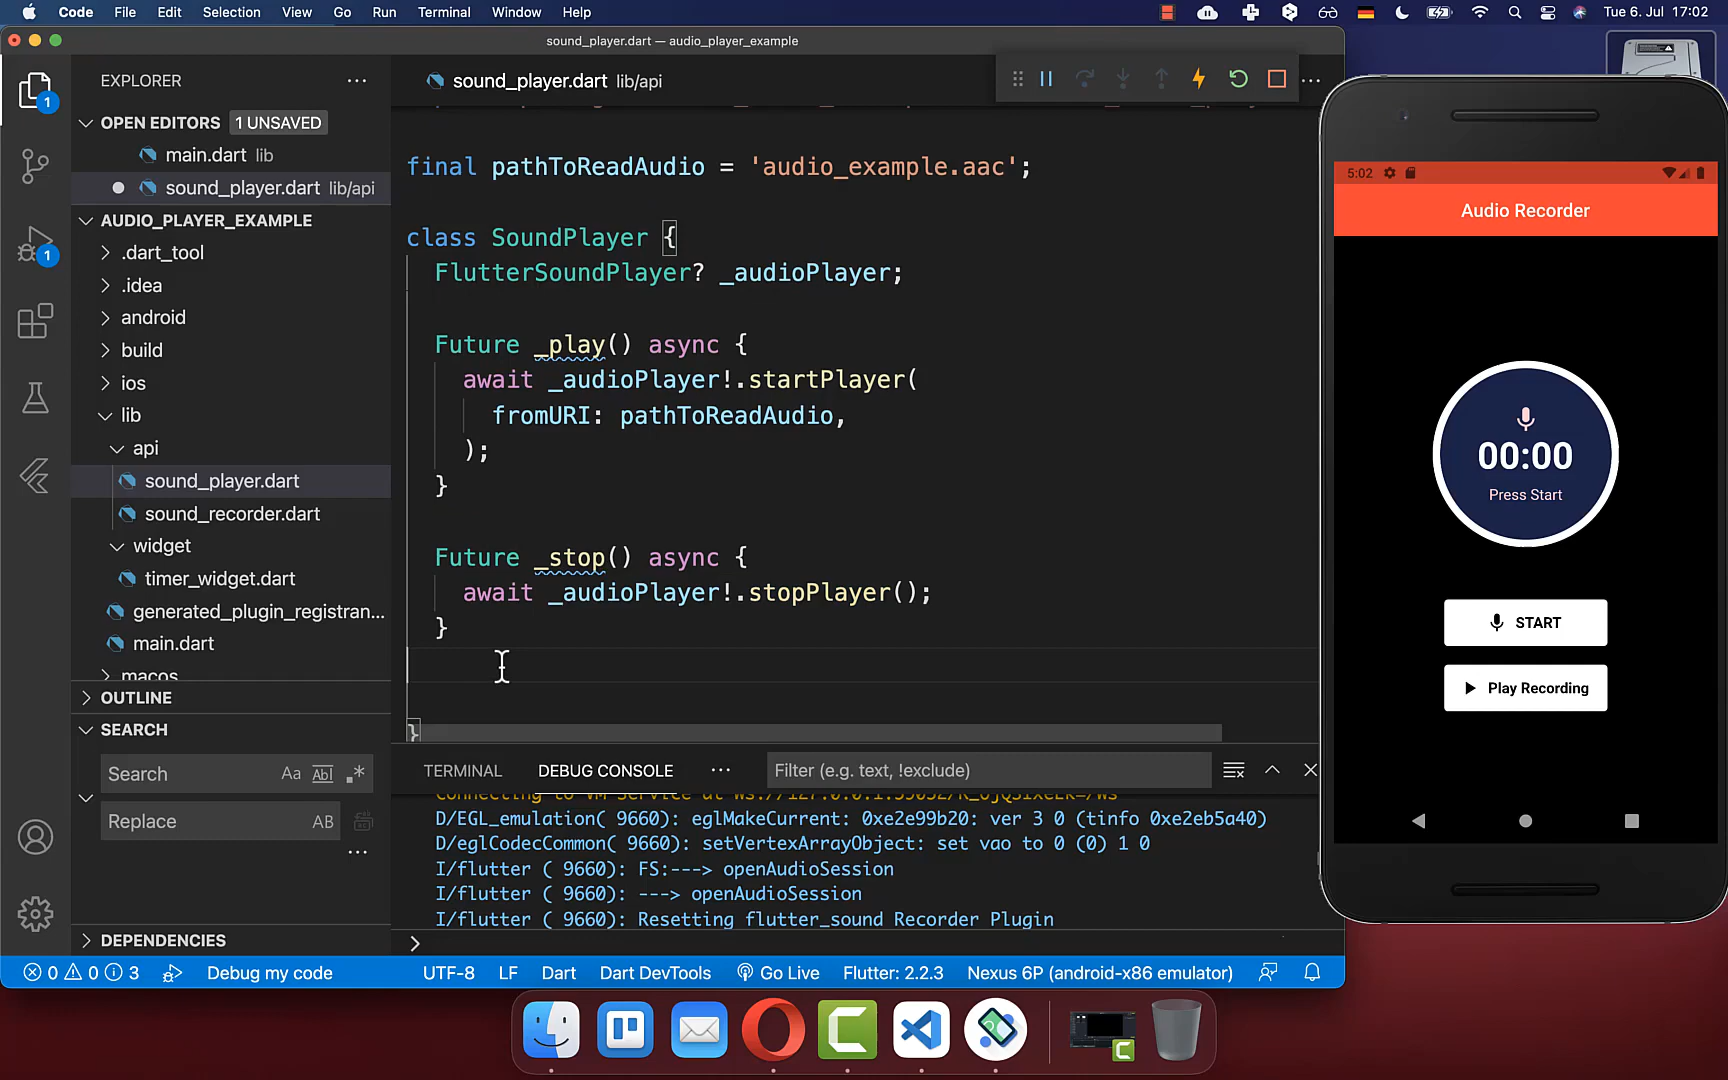 Code File Edit Selection View Go Run Terminal Window Help
Tue 6. Jul 17:02
sound_player.dart — audio_player_example
EXPLORER
1
OPEN EDITORS 1 UNSAVED
main.dart lib
sound_player.dart lib/api
AUDIO_PLAYER_EXAMPLE
.dart_tool
1
.idea
android
build
ios
lib
api
sound_player.dart
sound_recorder.dart
widget
timer_widget.dart
generated_plugin_registran...
main.dart
macos
OUTLINE
SEARCH
Search Aa Abl .*
Replace AB
DEPENDENCIES
sound_player.dart lib/api
final pathToReadAudio = 'audio_example.aac';
class SoundPlayer {
FlutterSoundPlayer? _audioPlayer;
Future _play() async {
await _audioPlayer!.startPlayer(
fromURI: pathToReadAudio,
);
}
Future _stop() async {
await _audioPlayer!.stopPlayer();
}
}
TERMINAL DEBUG CONSOLE
Filter (e.g. text, !exclude)
D/EGL_emulation( 9660): eglMakeCurrent: 0xe2e99b20: ver 3 0 (tinfo 0xe2eb5a40)
D/eglCodecCommon( 9660): setVertexArrayObject: set vao to 0 (0) 1 0
I/flutter ( 9660): FS:---> openAudioSession
I/flutter ( 9660): ---> openAudioSession
I/flutter ( 9660): Resetting flutter_sound Recorder Plugin
0 0 3 Debug my code UTF-8 LF Dart Dart DevTools Go Live Flutter: 2.2.3 Nexus 6P (android-x86 emulator)
5:02
Audio Recorder
00:00
Press Start
START
Play Recording